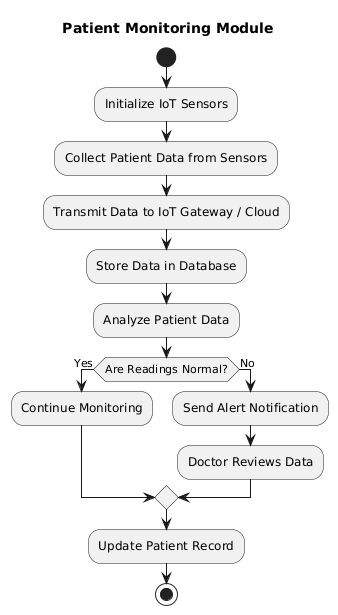 Patient Monitoring Module
Initialize IoT Sensors
Collect Patient Data from Sensors
Transmit Data to IoT Gateway / Cloud
Store Data in Database
Analyze Patient Data
Yes
Are Readings Normal?
No
Continue Monitoring
Send Alert Notification
Doctor Reviews Data
Update Patient Record